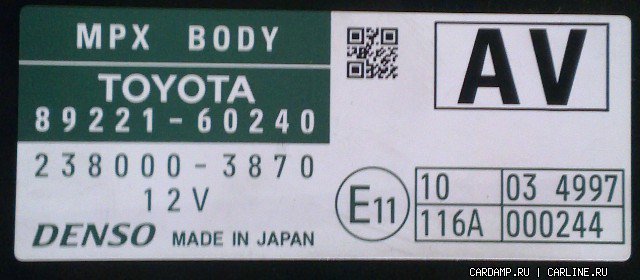 MPX BODY
TOYOTA
89221-60240
238000-3870
12V
DENSO MADE IN JAPAN
AV
E11
10 03 4997
116A 000244
CARDAMP.RU | CARLINE.RU